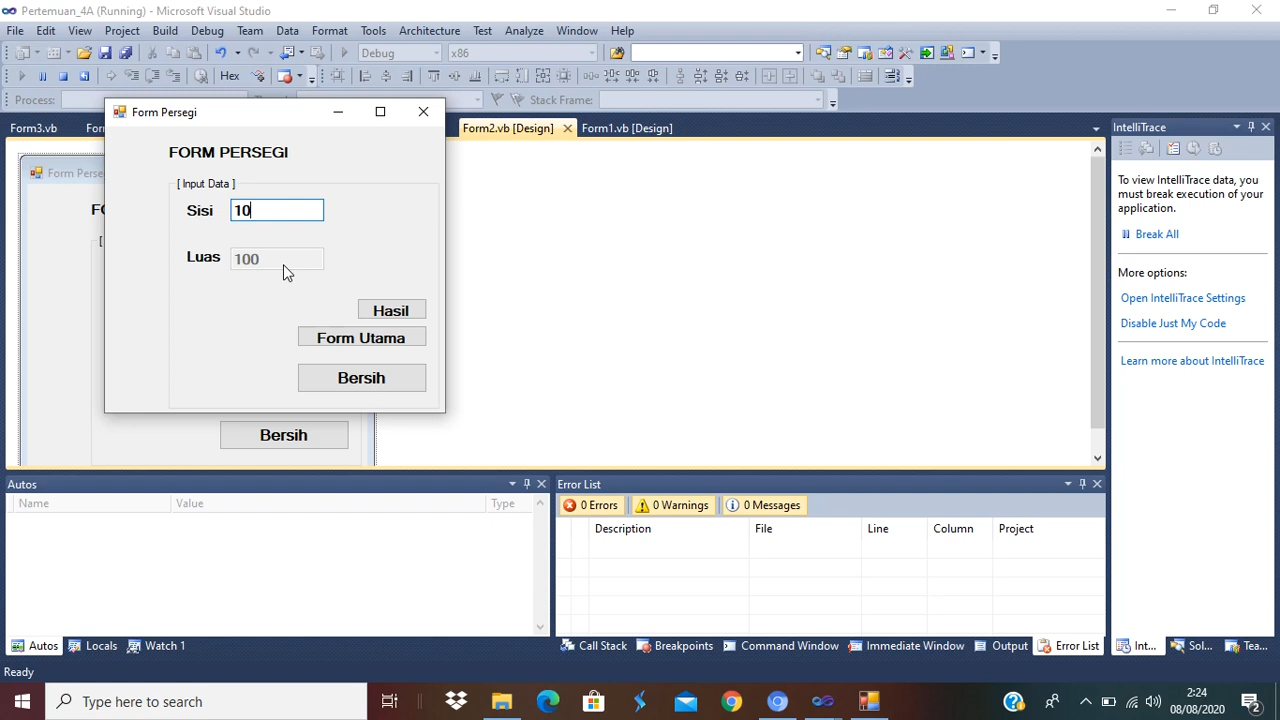 Pertemuan_4A (Running) - Microsoft Visual Studio
File Edit View Project Build Debug Team Data Format Tools Architecture Test Analyze Window Help
Debug x86
Hex
Process: Stack Frame:
Form Persegi
Form3.vb Form2.vb [Design] Form1.vb [Design]
IntelliTrace
FORM PERSEGI
[ Input Data ]
Sisi 10
Luas 100
Hasil
Form Utama
Bersih
Bersih
To view IntelliTrace data, you
must break execution of your
application.
Break All
More options:
Open IntelliTrace Settings
Disable Just My Code
Learn more about IntelliTrace
Autos
Name Value Type
Error List
0 Errors 0 Warnings 0 Messages
Description File Line Column Project
Autos Locals Watch 1
Call Stack Breakpoints Command Window Immediate Window Output Error List
Int... Sol... Tea...
Ready
Type here to search
2:24
08/08/2020
2